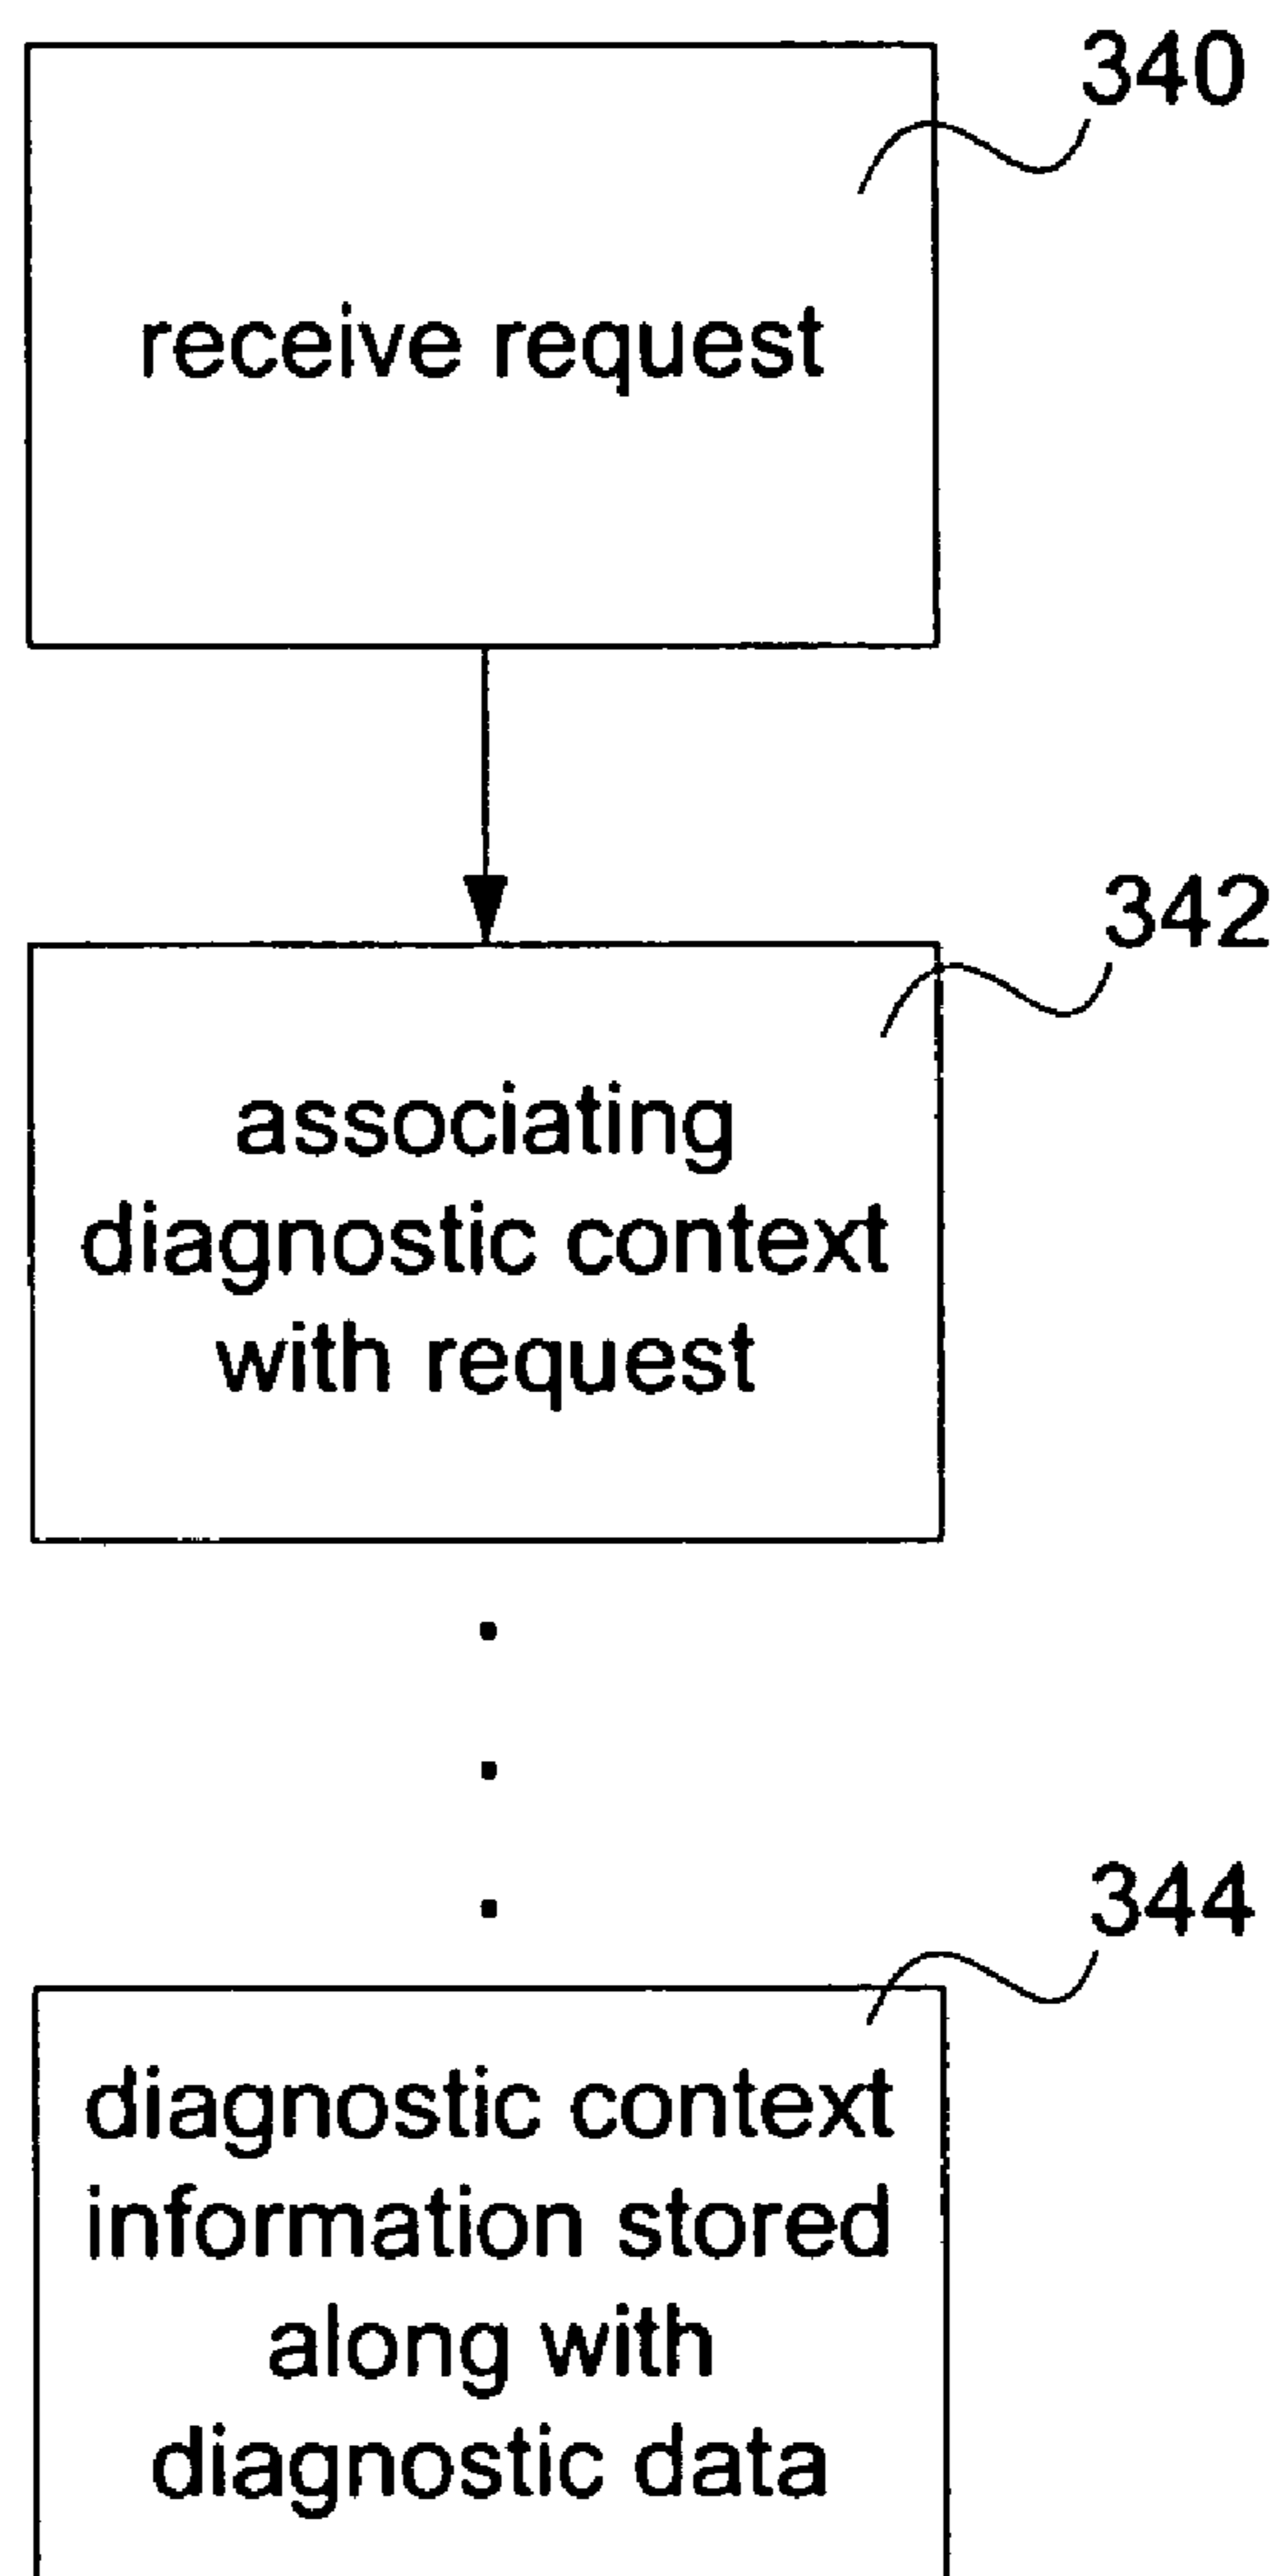 340
receive request
342
associating
diagnostic context
with request
344
diagnostic context
information stored
along with
diagnostic data